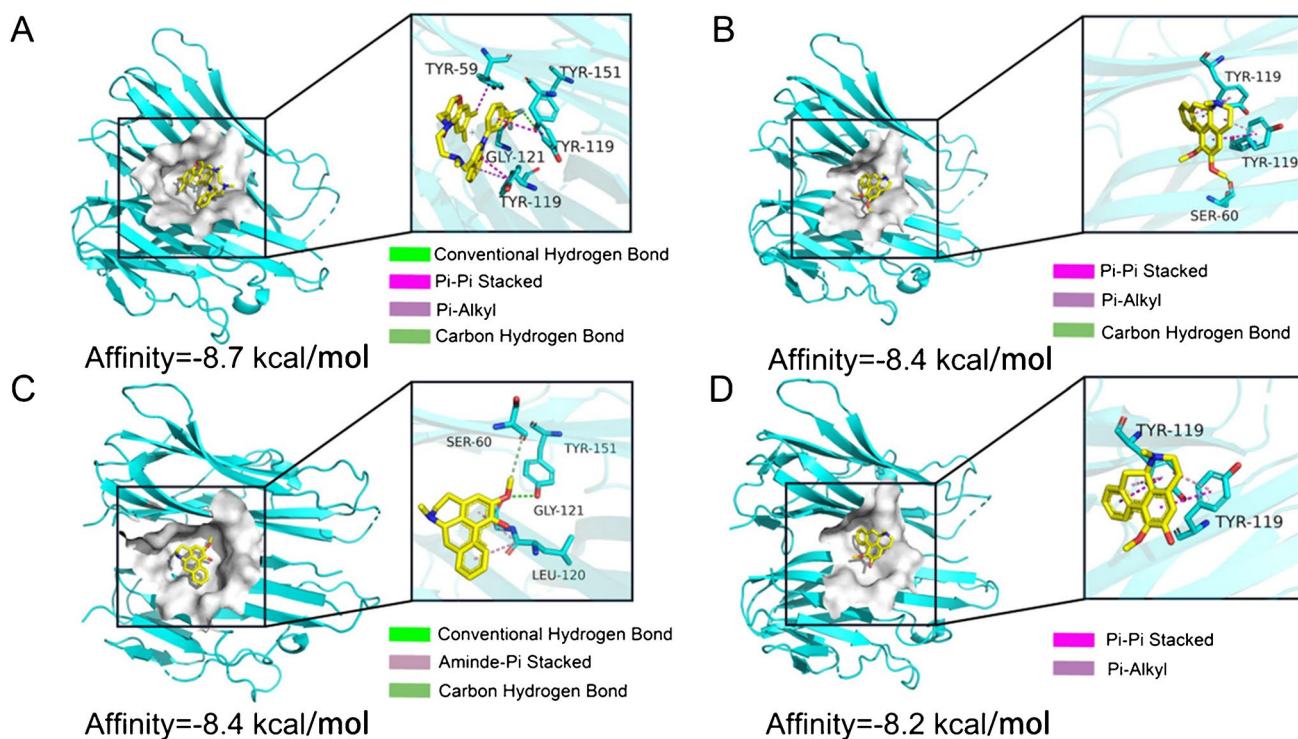 A
TYR-59
TYR-151
GLY-121
TYR-119
TYR-119
Conventional Hydrogen Bond
Pi-Pi Stacked
Pi-Alkyl
Carbon Hydrogen Bond
Affinity=-8.7 kcal/mol
B
TYR-119
TYR-119
SER-60
Pi-Pi Stacked
Pi-Alkyl
Carbon Hydrogen Bond
Affinity=-8.4 kcal/mol
C
SER-60
TYR-151
GLY-121
LEU-120
Conventional Hydrogen Bond
Aminde-Pi Stacked
Carbon Hydrogen Bond
Affinity=-8.4 kcal/mol
D
TYR-119
TYR-119
Pi-Pi Stacked
Pi-Alkyl
Affinity=-8.2 kcal/mol